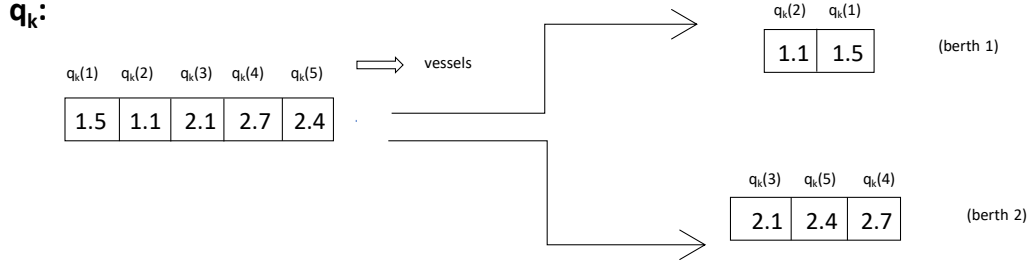 qₖ:
qₖ(1) qₖ(2) qₖ(3) qₖ(4) qₖ(5)
1.5 1.1 2.1 2.7 2.4
vessels
qₖ(2) qₖ(1)
1.1 1.5
(berth 1)
qₖ(3) qₖ(5) qₖ(4)
2.1 2.4 2.7
(berth 2)